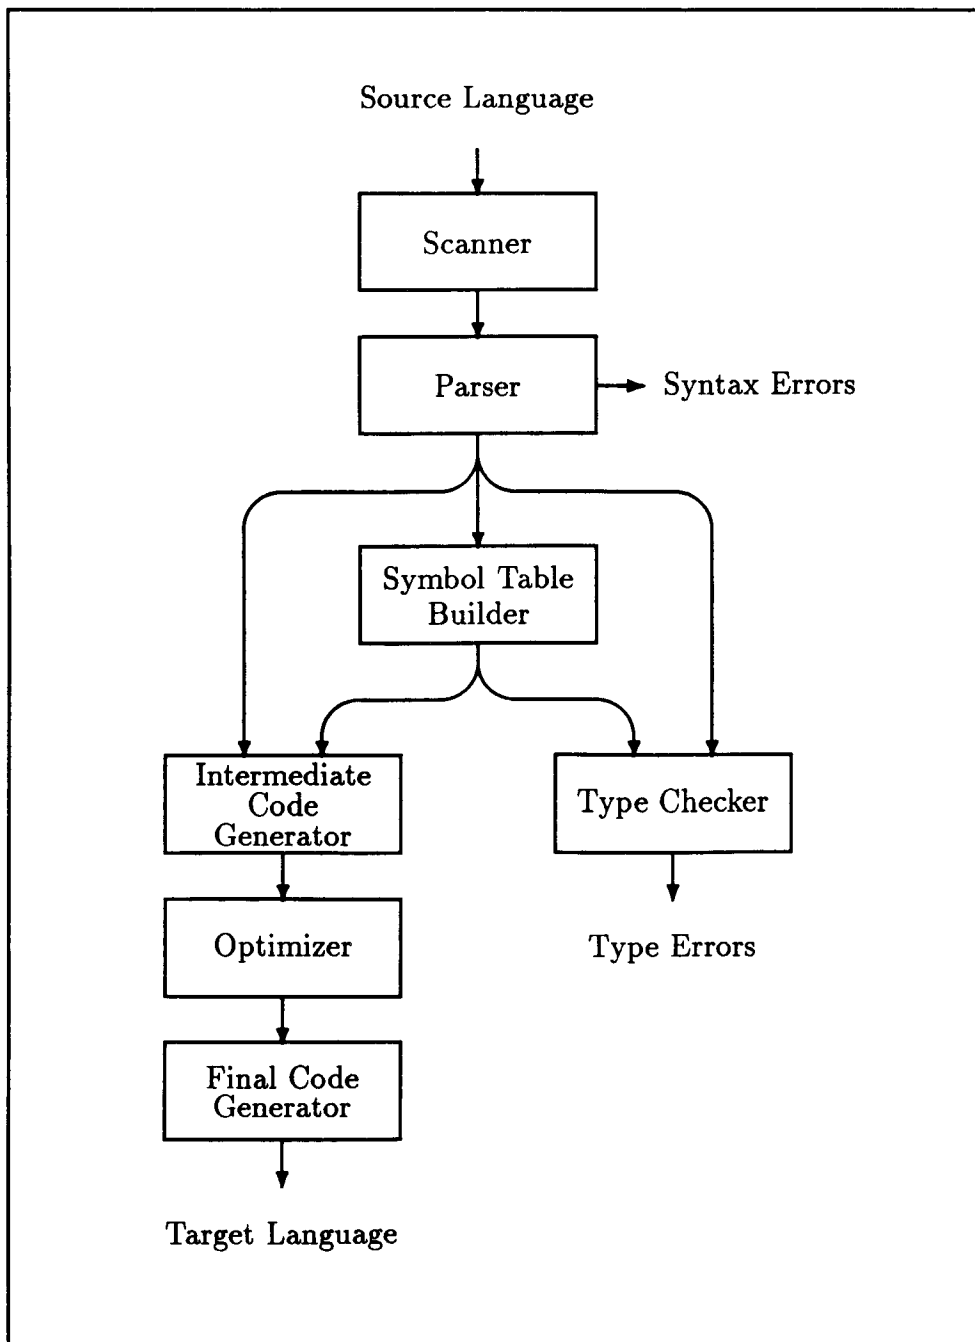 Source Language
Scanner
Parser
Syntax Errors
Symbol Table
Builder
Intermediate
Code
Generator
Type Checker
Optimizer
Type Errors
Final Code
Generator
Target Language